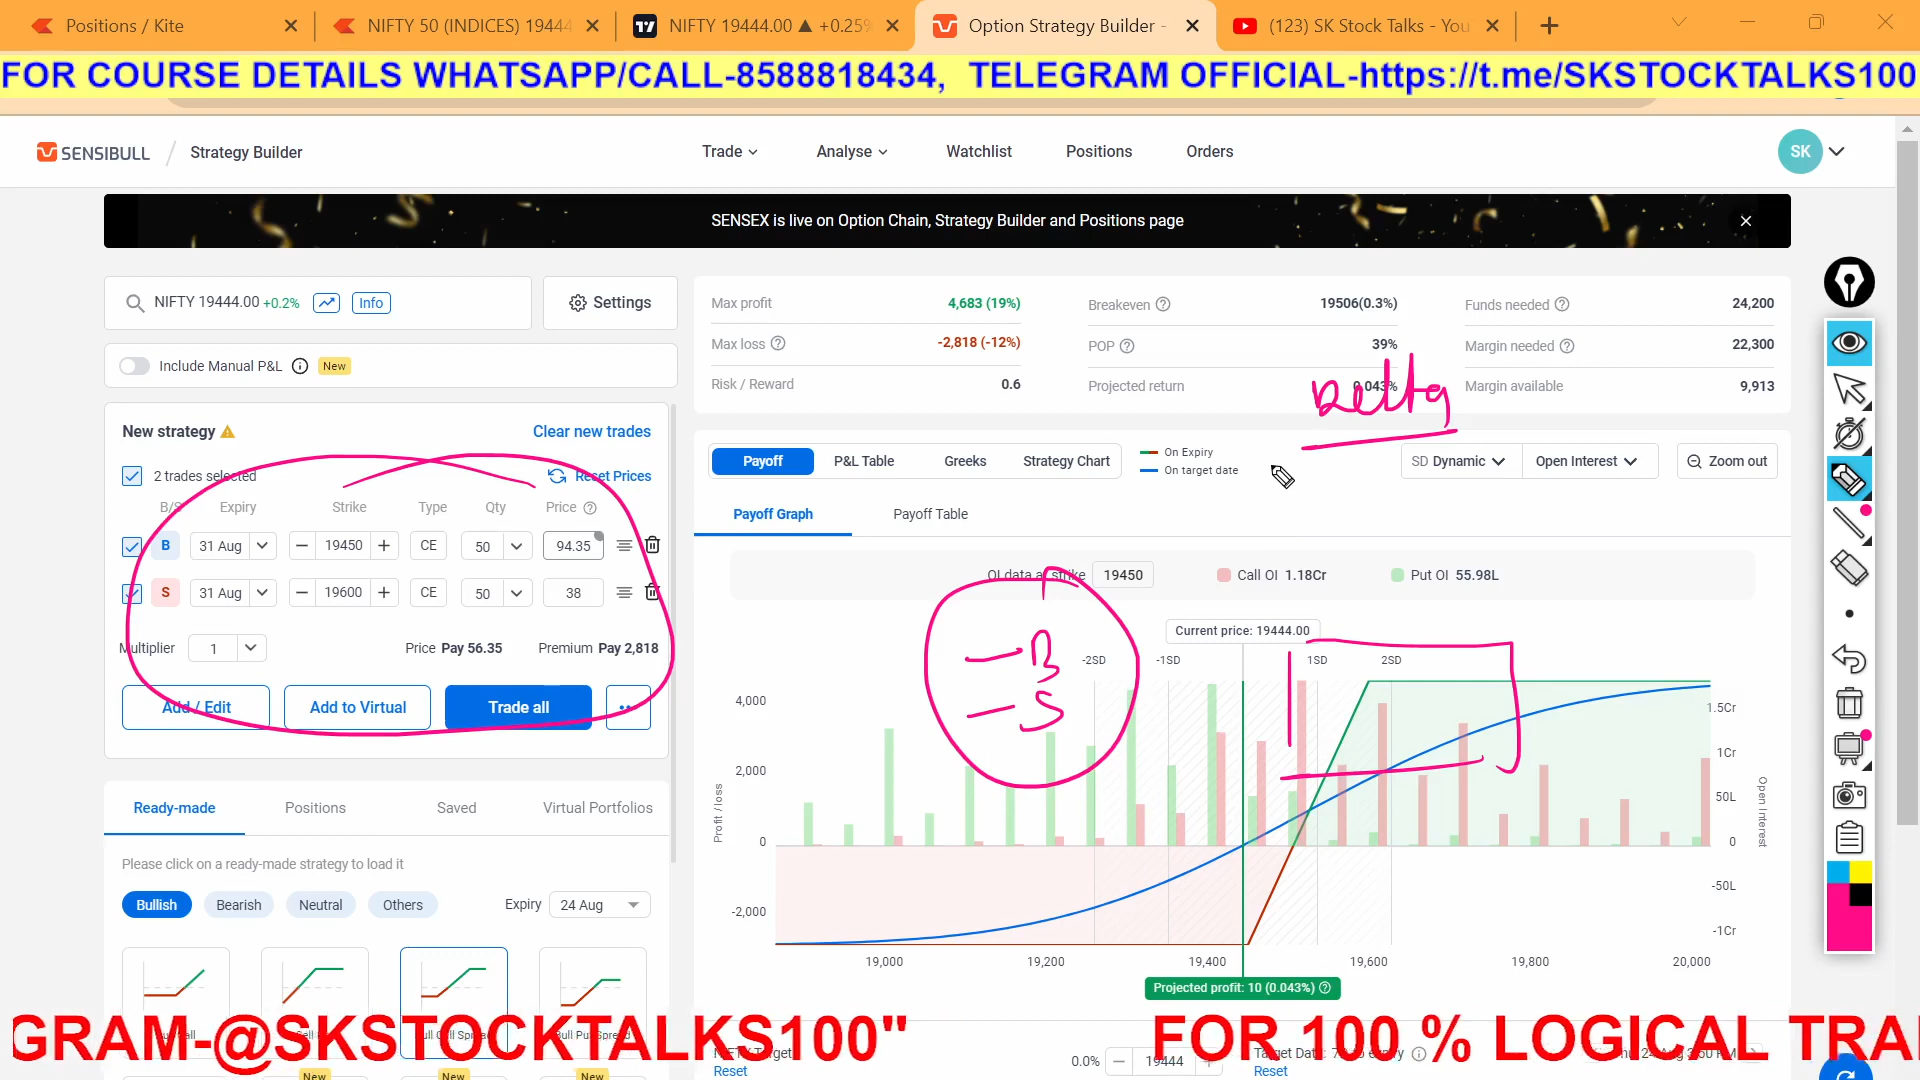 Positions / Kite
NIFTY 50 (INDICES) 19444
NIFTY 19444.00 ▲ +0.25%
Option Strategy Builder -
(123) SK Stock Talks - You
FOR COURSE DETAILS WHATSAPP/CALL-8588818434, TELEGRAM OFFICIAL-https://t.me/SKSTOCKTALKS100
SENSIBULL / Strategy Builder
Trade Analyse Watchlist Positions Orders
SK
SENSEX is live on Option Chain, Strategy Builder and Positions page
NIFTY 19444.00 +0.2% Info
Settings
Include Manual P&L New
Max profit 4,683 (19%)
Max loss -2,818 (-12%)
Risk / Reward 0.6
Breakeven 19506(0.3%)
POP 39%
Projected return 0.043%
Funds needed 24,200
Margin needed 22,300
Margin available 9,913
Delta
New strategy Clear new trades
2 trades selected Reset Prices
B/S Expiry Strike Type Qty Price
B 31 Aug 19450 CE 50 94.35
S 31 Aug 19600 CE 50 38
Multiplier 1 Price Pay 56.35 Premium Pay 2,818
Add / Edit Add to Virtual Trade all
Payoff P&L Table Greeks Strategy Chart
On Expiry
On target date
SD Dynamic Open Interest Zoom out
Payoff Graph Payoff Table
OI data at strike 19450 Call OI 1.18Cr Put OI 55.98L
Current price: 19444.00
-2SD -1SD 1SD 2SD
- B
- S
4,000
2,000
0
-2,000
Profit / loss
1.5Cr
1Cr
50L
0
-50L
-1Cr
Open Interest
19,000 19,200 19,400 19,600 19,800 20,000
Projected profit: 10 (0.043%)
Ready-made Positions Saved Virtual Portfolios
Please click on a ready-made strategy to load it
Bullish Bearish Neutral Others Expiry 24 Aug
GRAM-@SKSTOCKTALKS100" FOR 100 % LOGICAL TRA
NIFTY Target
Reset
0.0% 19444
Target Date:
Reset
New New New